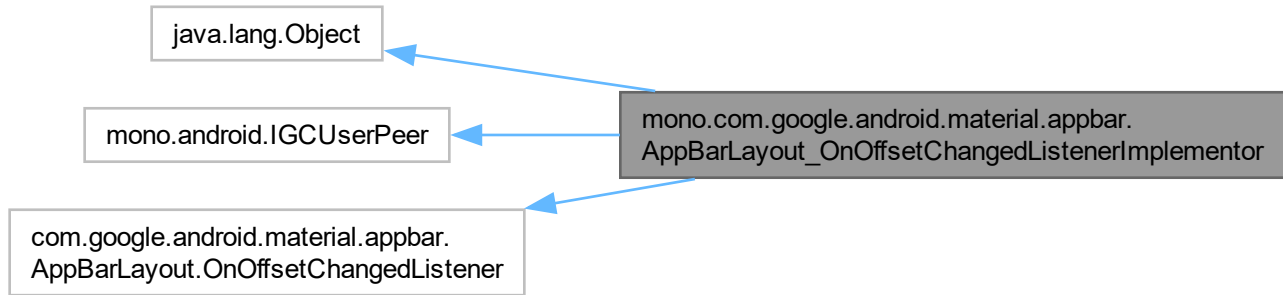 java.lang.Object
mono.android.IGCUserPeer
com.google.android.material.appbar.
AppBarLayout.OnOffsetChangedListener
mono.com.google.android.material.appbar.
AppBarLayout_OnOffsetChangedListenerImplementor